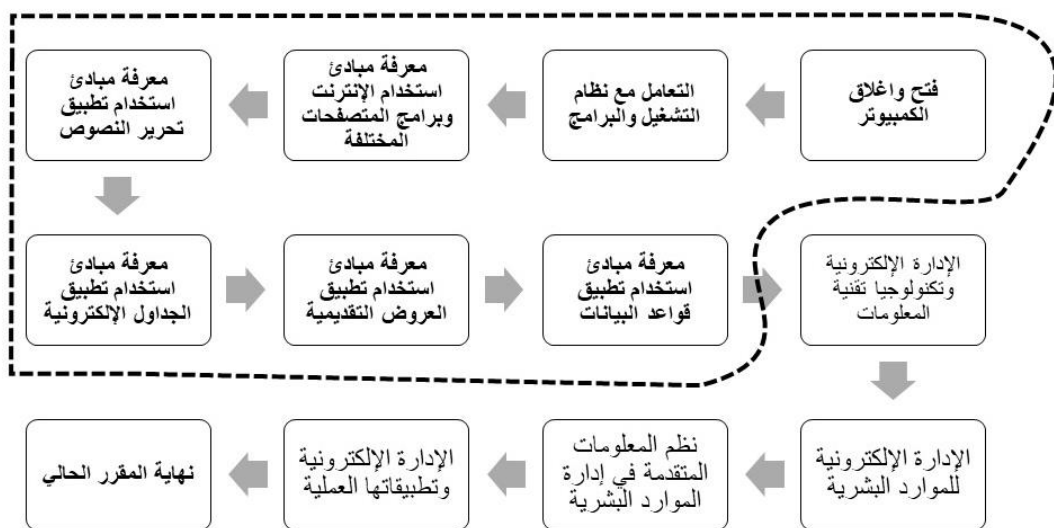 فتح واغلاق
الكمبيوتر
التعامل مع نظام
التشغيل والبرامج
معرفة مبادئ
استخدام الإنترنت
وبرامج المتصفحات
المختلفة
معرفة مبادئ
استخدام تطبيق
تحرير النصوص
معرفة مبادئ
استخدام تطبيق
الجداول الإلكترونية
معرفة مبادئ
استخدام تطبيق
العروض التقديمية
معرفة مبادئ
استخدام تطبيق
قواعد البيانات
الإدارة الإلكترونية
وتكنولوجيا تقنية
المعلومات
الإدارة الإلكترونية
للموارد البشرية
نظم المعلومات
المتقدمة في إدارة
الموارد البشرية
الإدارة الإلكترونية
وتطبيقاتها العملية
نهاية المقرر الحالي